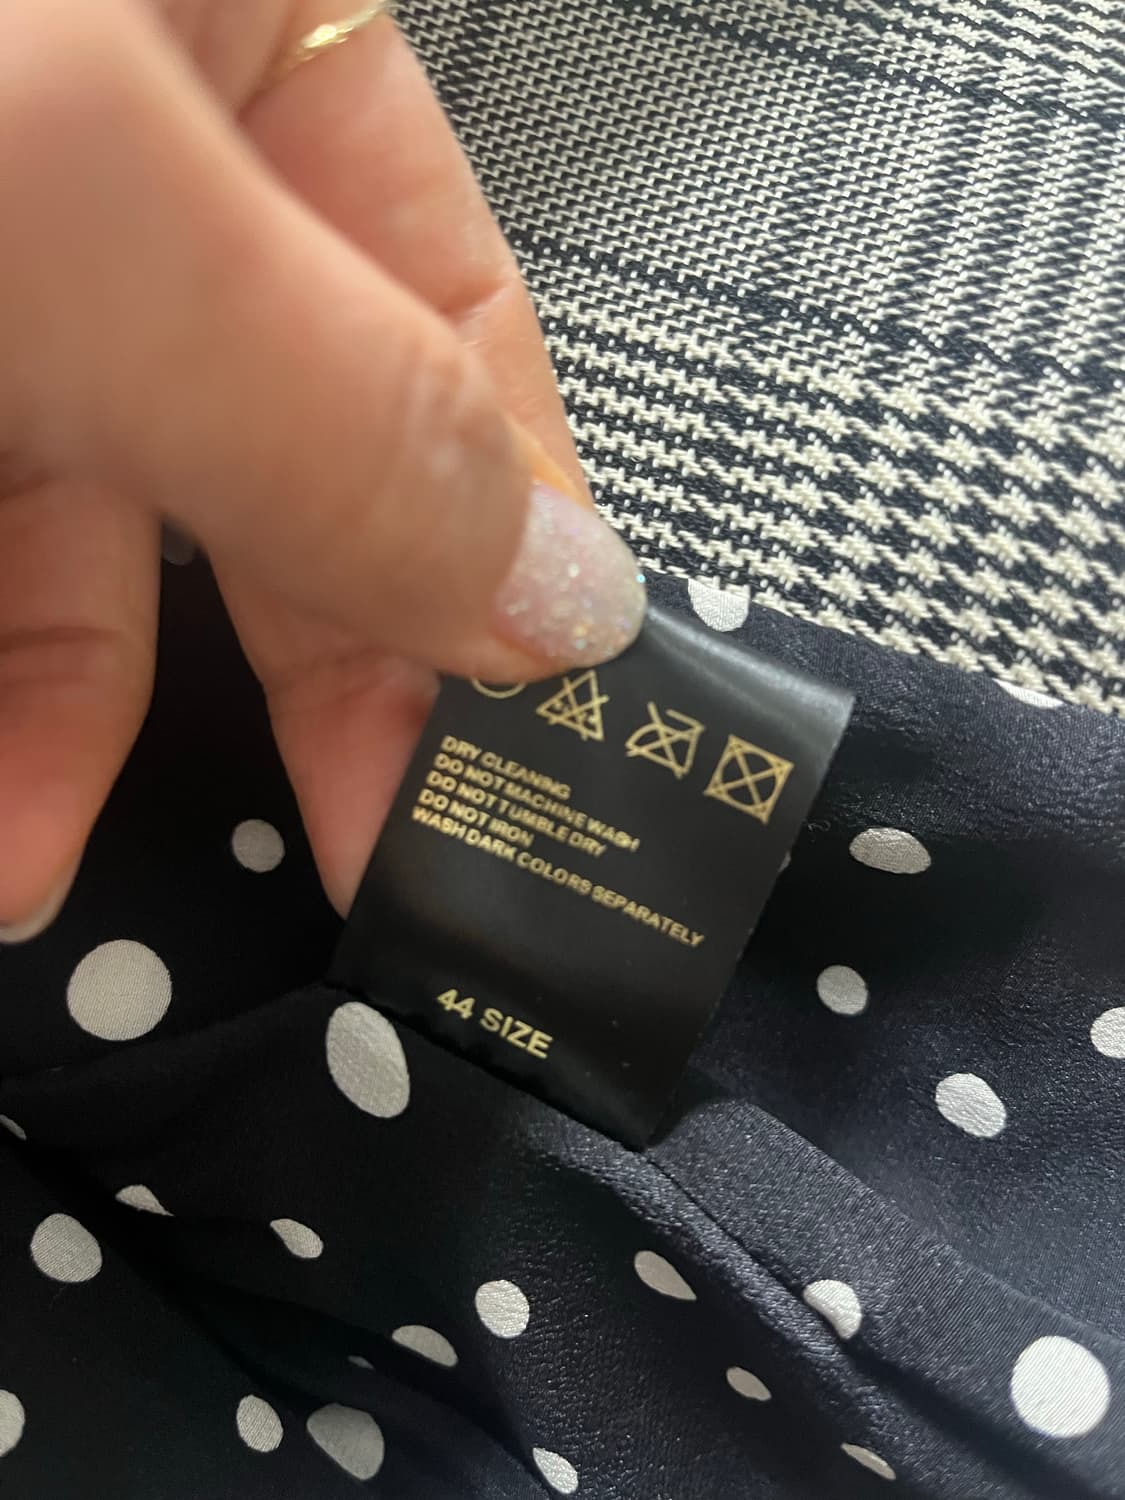 DRY CLEANING
DO NOT MACHINE WASH
DO NOT TUMBLE DRY
DO NOT IRON
WASH DARK COLORS SEPARATELY
44 SIZE